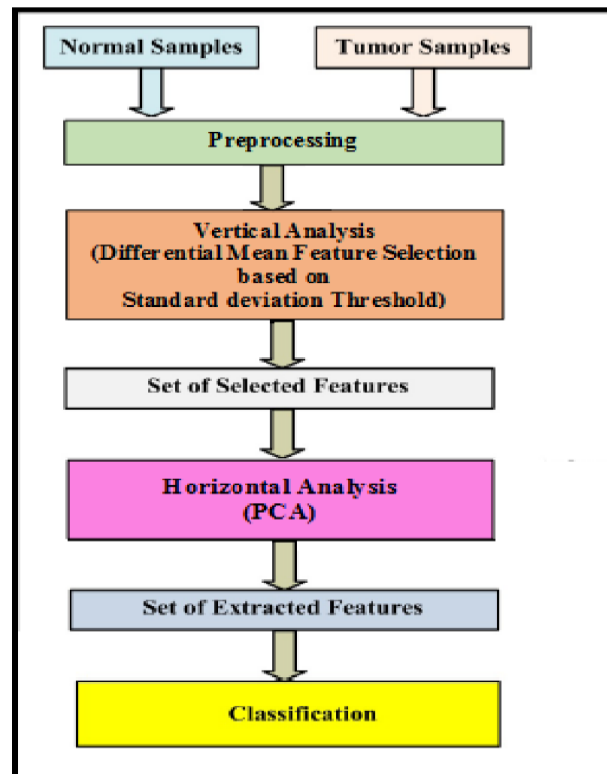 Normal Samples
Tumor Samples
Preprocessing
Vertical Analysis
(Differential Mean Feature Selection
based on
Standard deviation Threshold)
Set of Selected Features
Horizontal Analysis
(PCA)
Set of Extracted Features
Classification